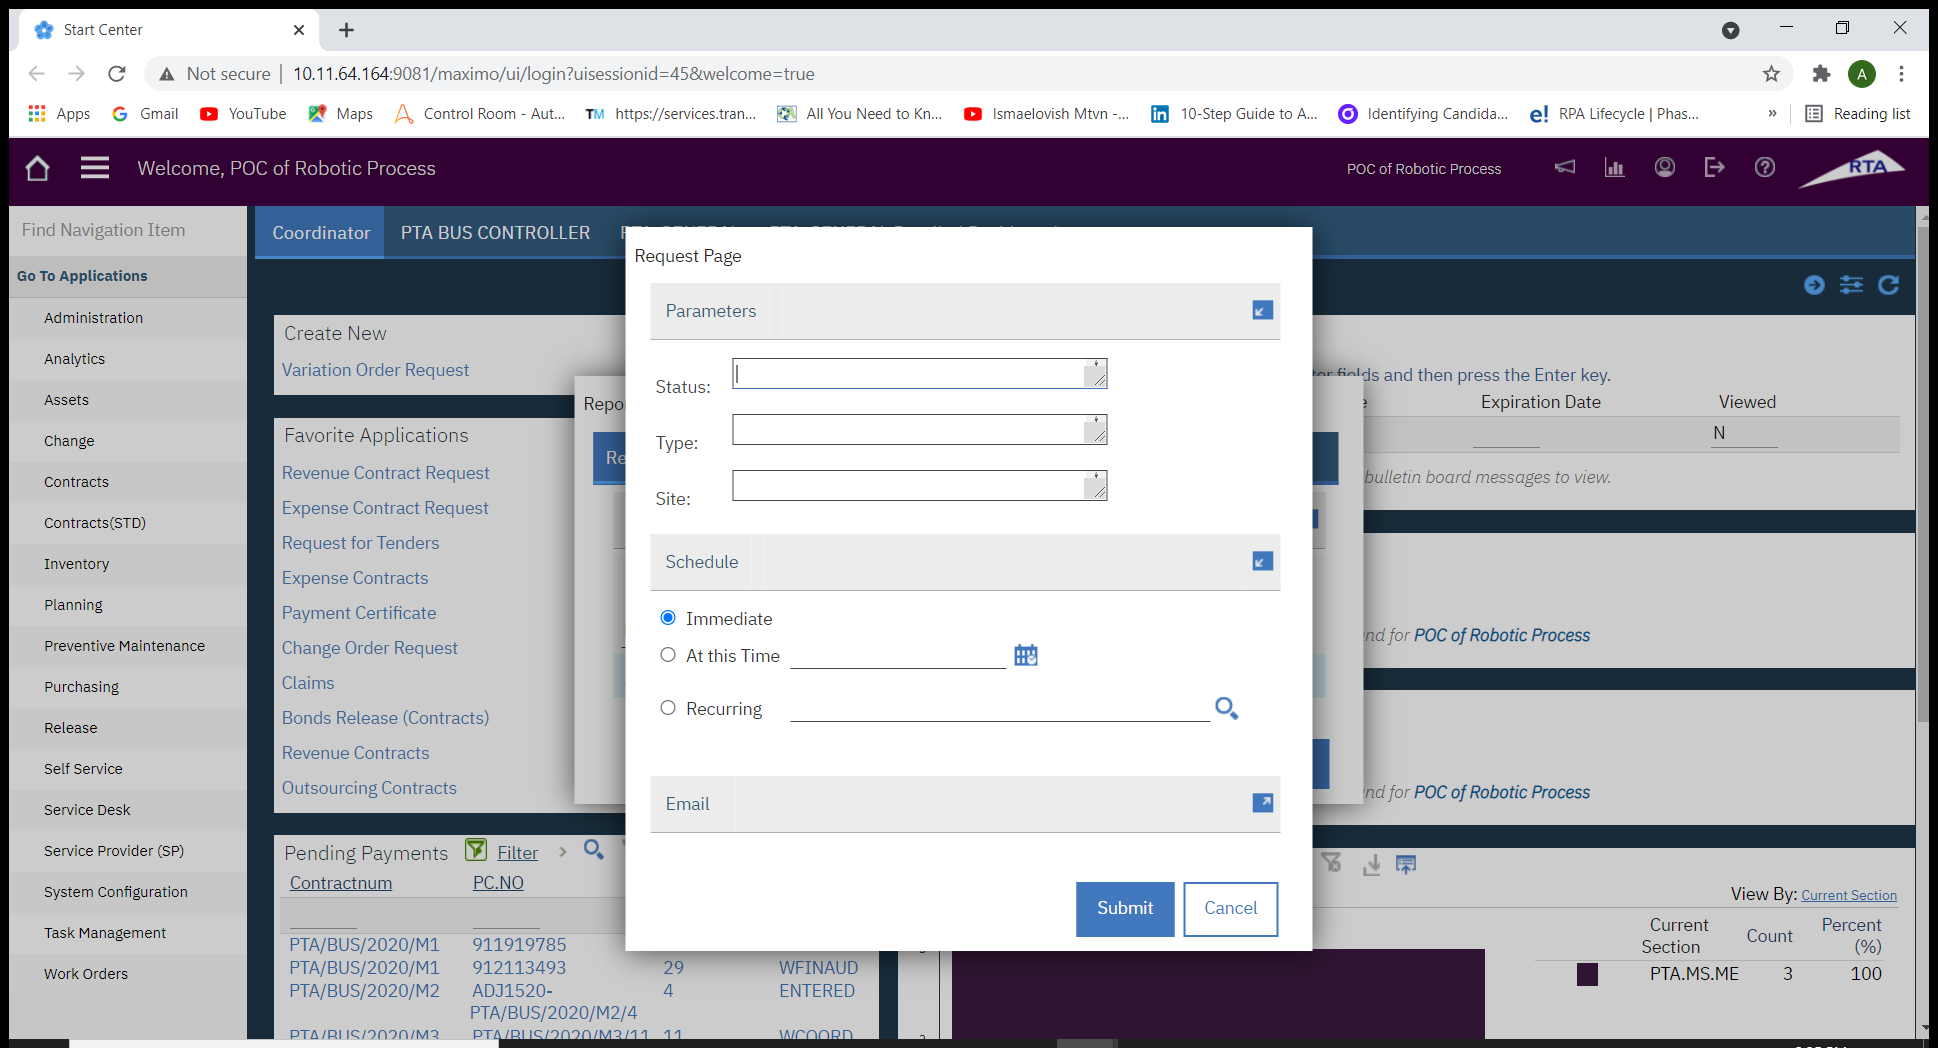 Start Center
Not secure | 10.11.64.164:9081/maximo/ui/login?uisessionid=45&welcome=true
A
Apps
Gmail
YouTube
Maps
Control Room - Aut...
TM https://services.tran...
All You Need to Kn...
Ismaelovish Mtvn -...
10-Step Guide to A...
Identifying Candida...
e! RPA Lifecycle | Phas...
»
Reading list
Welcome, POC of Robotic Process
POC of Robotic Process
RTA
Find Navigation Item
Go To Applications
Administration
Analytics
Assets
Change
Contracts
Contracts(STD)
Inventory
Planning
Preventive Maintenance
Purchasing
Release
Self Service
Service Desk
Service Provider (SP)
System Configuration
Task Management
Work Orders
Coordinator
PTA BUS CONTROLLER
Create New
Variation Order Request
Favorite Applications
Revenue Contract Request
Expense Contract Request
Request for Tenders
Expense Contracts
Payment Certificate
Change Order Request
Claims
Bonds Release (Contracts)
Revenue Contracts
Outsourcing Contracts
Pending Payments
Filter
Contractnum PC.NO
PTA/BUS/2020/M1 911919785
PTA/BUS/2020/M1 912113493 29 WFINAUD
PTA/BUS/2020/M2 ADJ1520- 4 ENTERED
PTA/BUS/2020/M2/4
PTA/BUS/2020/M3 PTA/BUS/2020/M3/11 11 WCOORD
Repo
Re
Request Page
Parameters
Status:
Type:
Site:
Schedule
Immediate
At this Time
Recurring
Email
Submit
Cancel
fields and then press the Enter key.
Expiration Date Viewed
N
bulletin board messages to view.
for POC of Robotic Process
for POC of Robotic Process
View By: Current Section
Current Section Count Percent (%)
PTA.MS.ME 3 100